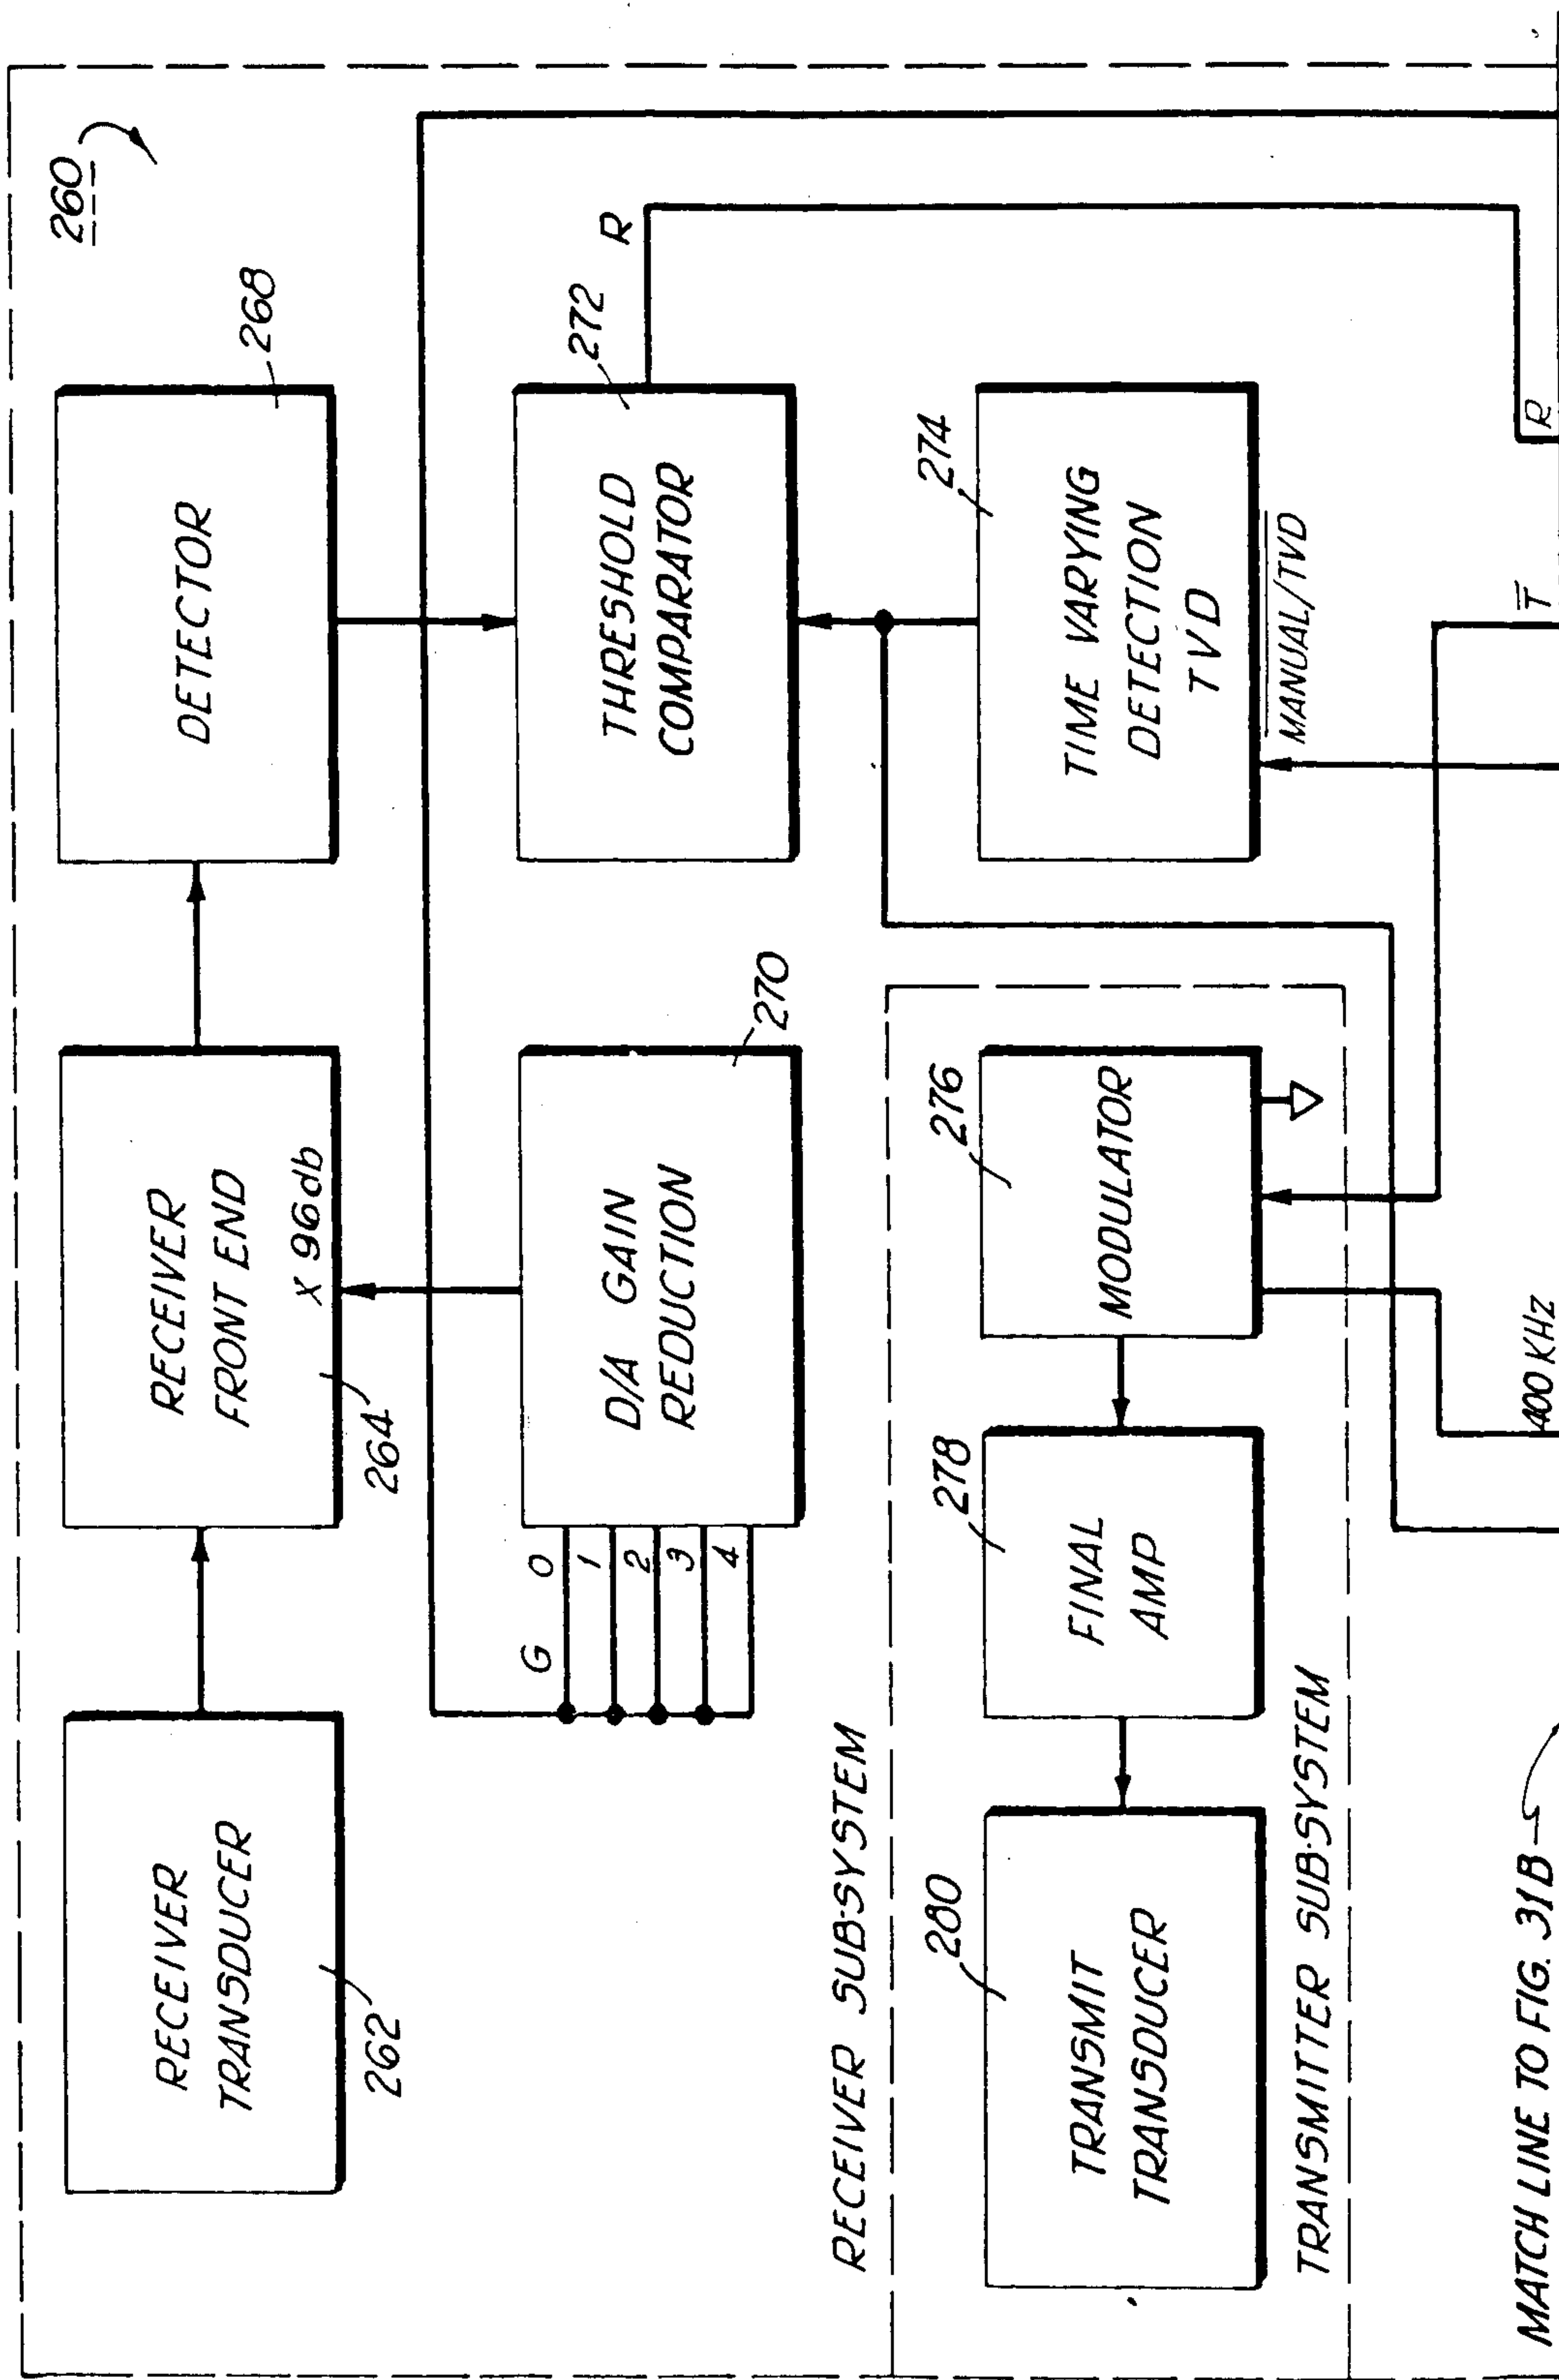 260
RECEIVER
TRANSDUCER
262
RECEIVER
FRONT END
X 96db
264
DETECTOR
268
G
0
1
2
3
4
D/A GAIN
REDUCTION
270
THRESHOLD
COMPARATOR
272
R
RECEIVER SUB-SYSTEM
TIME VARYING
DETECTION
TVD
274
MANUAL/TVD
TRANSMIT
TRANSDUCER
280
FINAL
AMP
278
MODULATOR
276
TRANSMITTER SUB-SYSTEM
MATCH LINE TO FIG. 31B
400 KHz
T̅
R